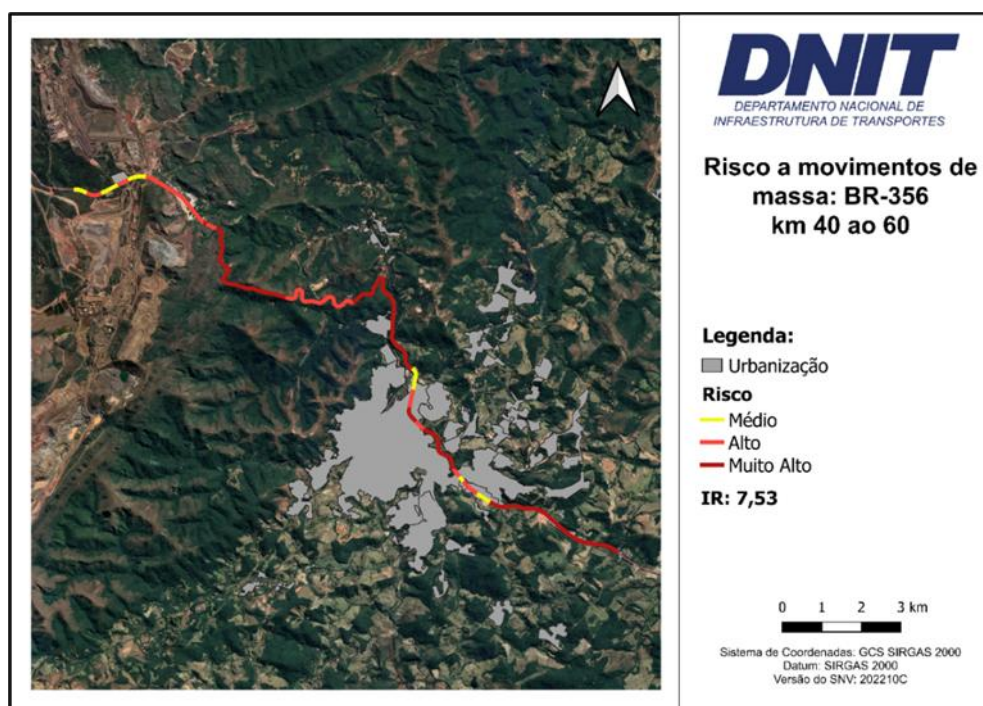 DNIT
DEPARTAMENTO NACIONAL DE
INFRAESTRUTURA DE TRANSPORTES
Risco a movimentos de
massa: BR-356
km 40 ao 60
Legenda:
Urbanização
Risco
Médio
Alto
Muito Alto
IR: 7,53
0 1 2 3 km
Sistema de Coordenadas: GCS SIRGAS 2000
Datum: SIRGAS 2000
Versão do SNV: 202210C